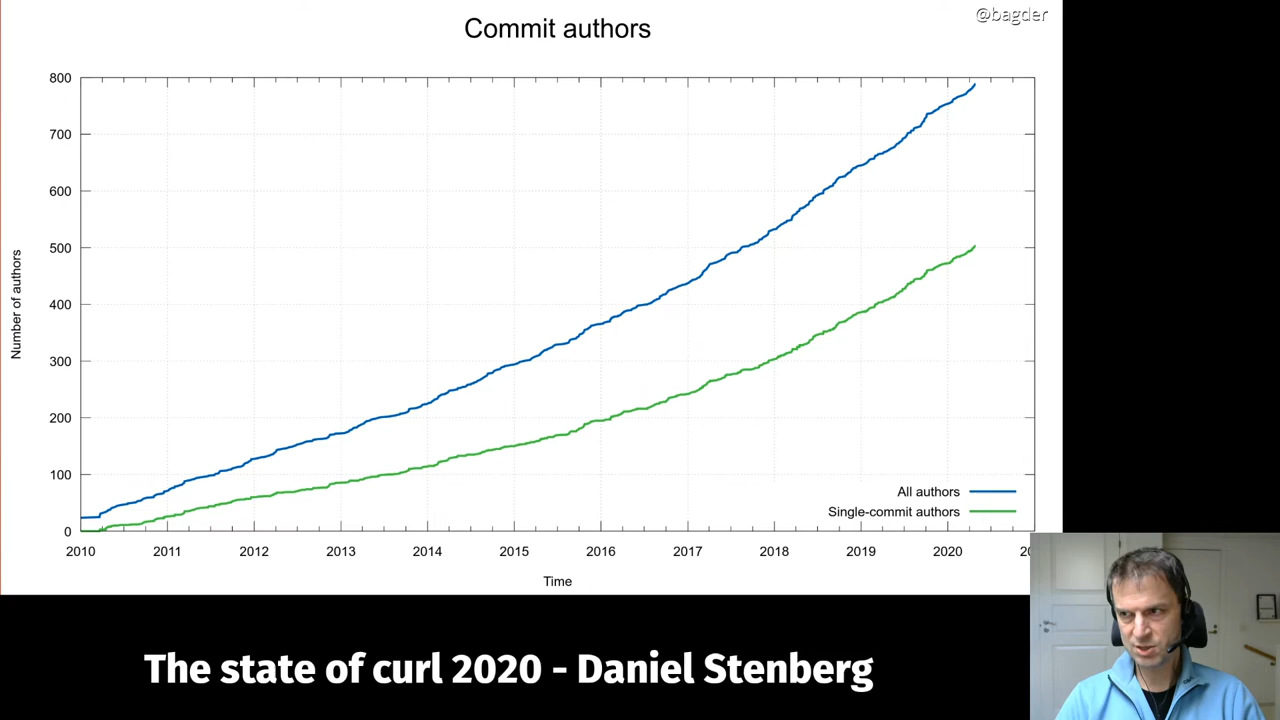 @bagder
Commit authors
800
700
600
500
400
300
200
100
0
Number of authors
All authors
Single-commit authors
2010 2011 2012 2013 2014 2015 2016 2017 2018 2019 2020
Time
The state of curl 2020 - Daniel Stenberg